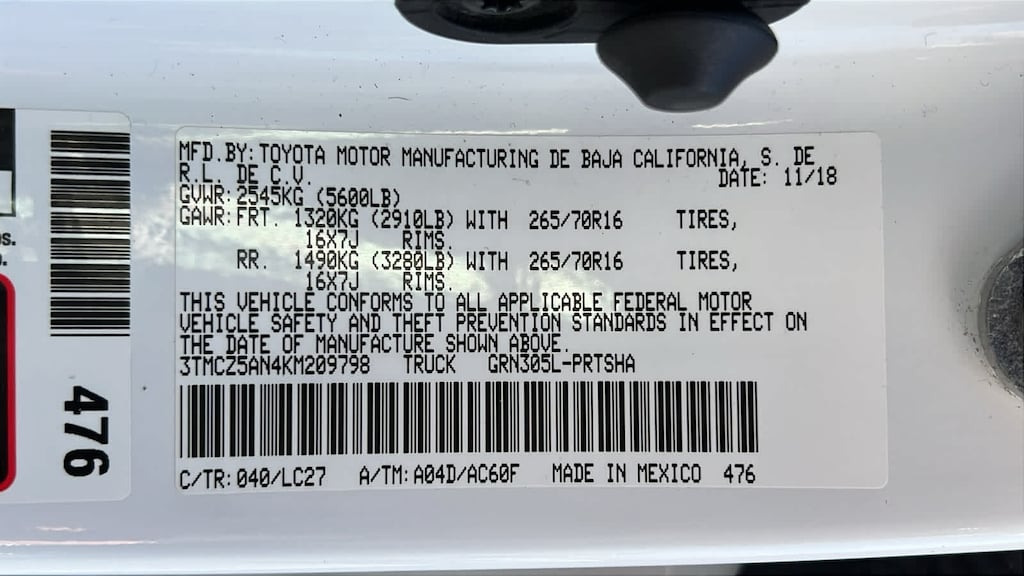 MFD.BY:TOYOTA MOTOR MANUFACTURING DE BAJA CALIFORNIA, S. DE
R.L. DE C.V. DATE: 11/18
GVWR:2545KG (5600LB)
GAWR:FRT. 1320KG (2910LB) WITH 265/70R16 TIRES,
16X7J RIMS.
RR. 1490KG (3280LB) WITH 265/70R16 TIRES,
16X7J RIMS.
THIS VEHICLE CONFORMS TO ALL APPLICABLE FEDERAL MOTOR
VEHICLE SAFETY AND THEFT PREVENTION STANDARDS IN EFFECT ON
THE DATE OF MANUFACTURE SHOWN ABOVE.
3TMCZ5AN4KM209798 TRUCK GRN305L-PRTSHA
C/TR:040/LC27 A/TM:A04D/AC60F MADE IN MEXICO 476
476